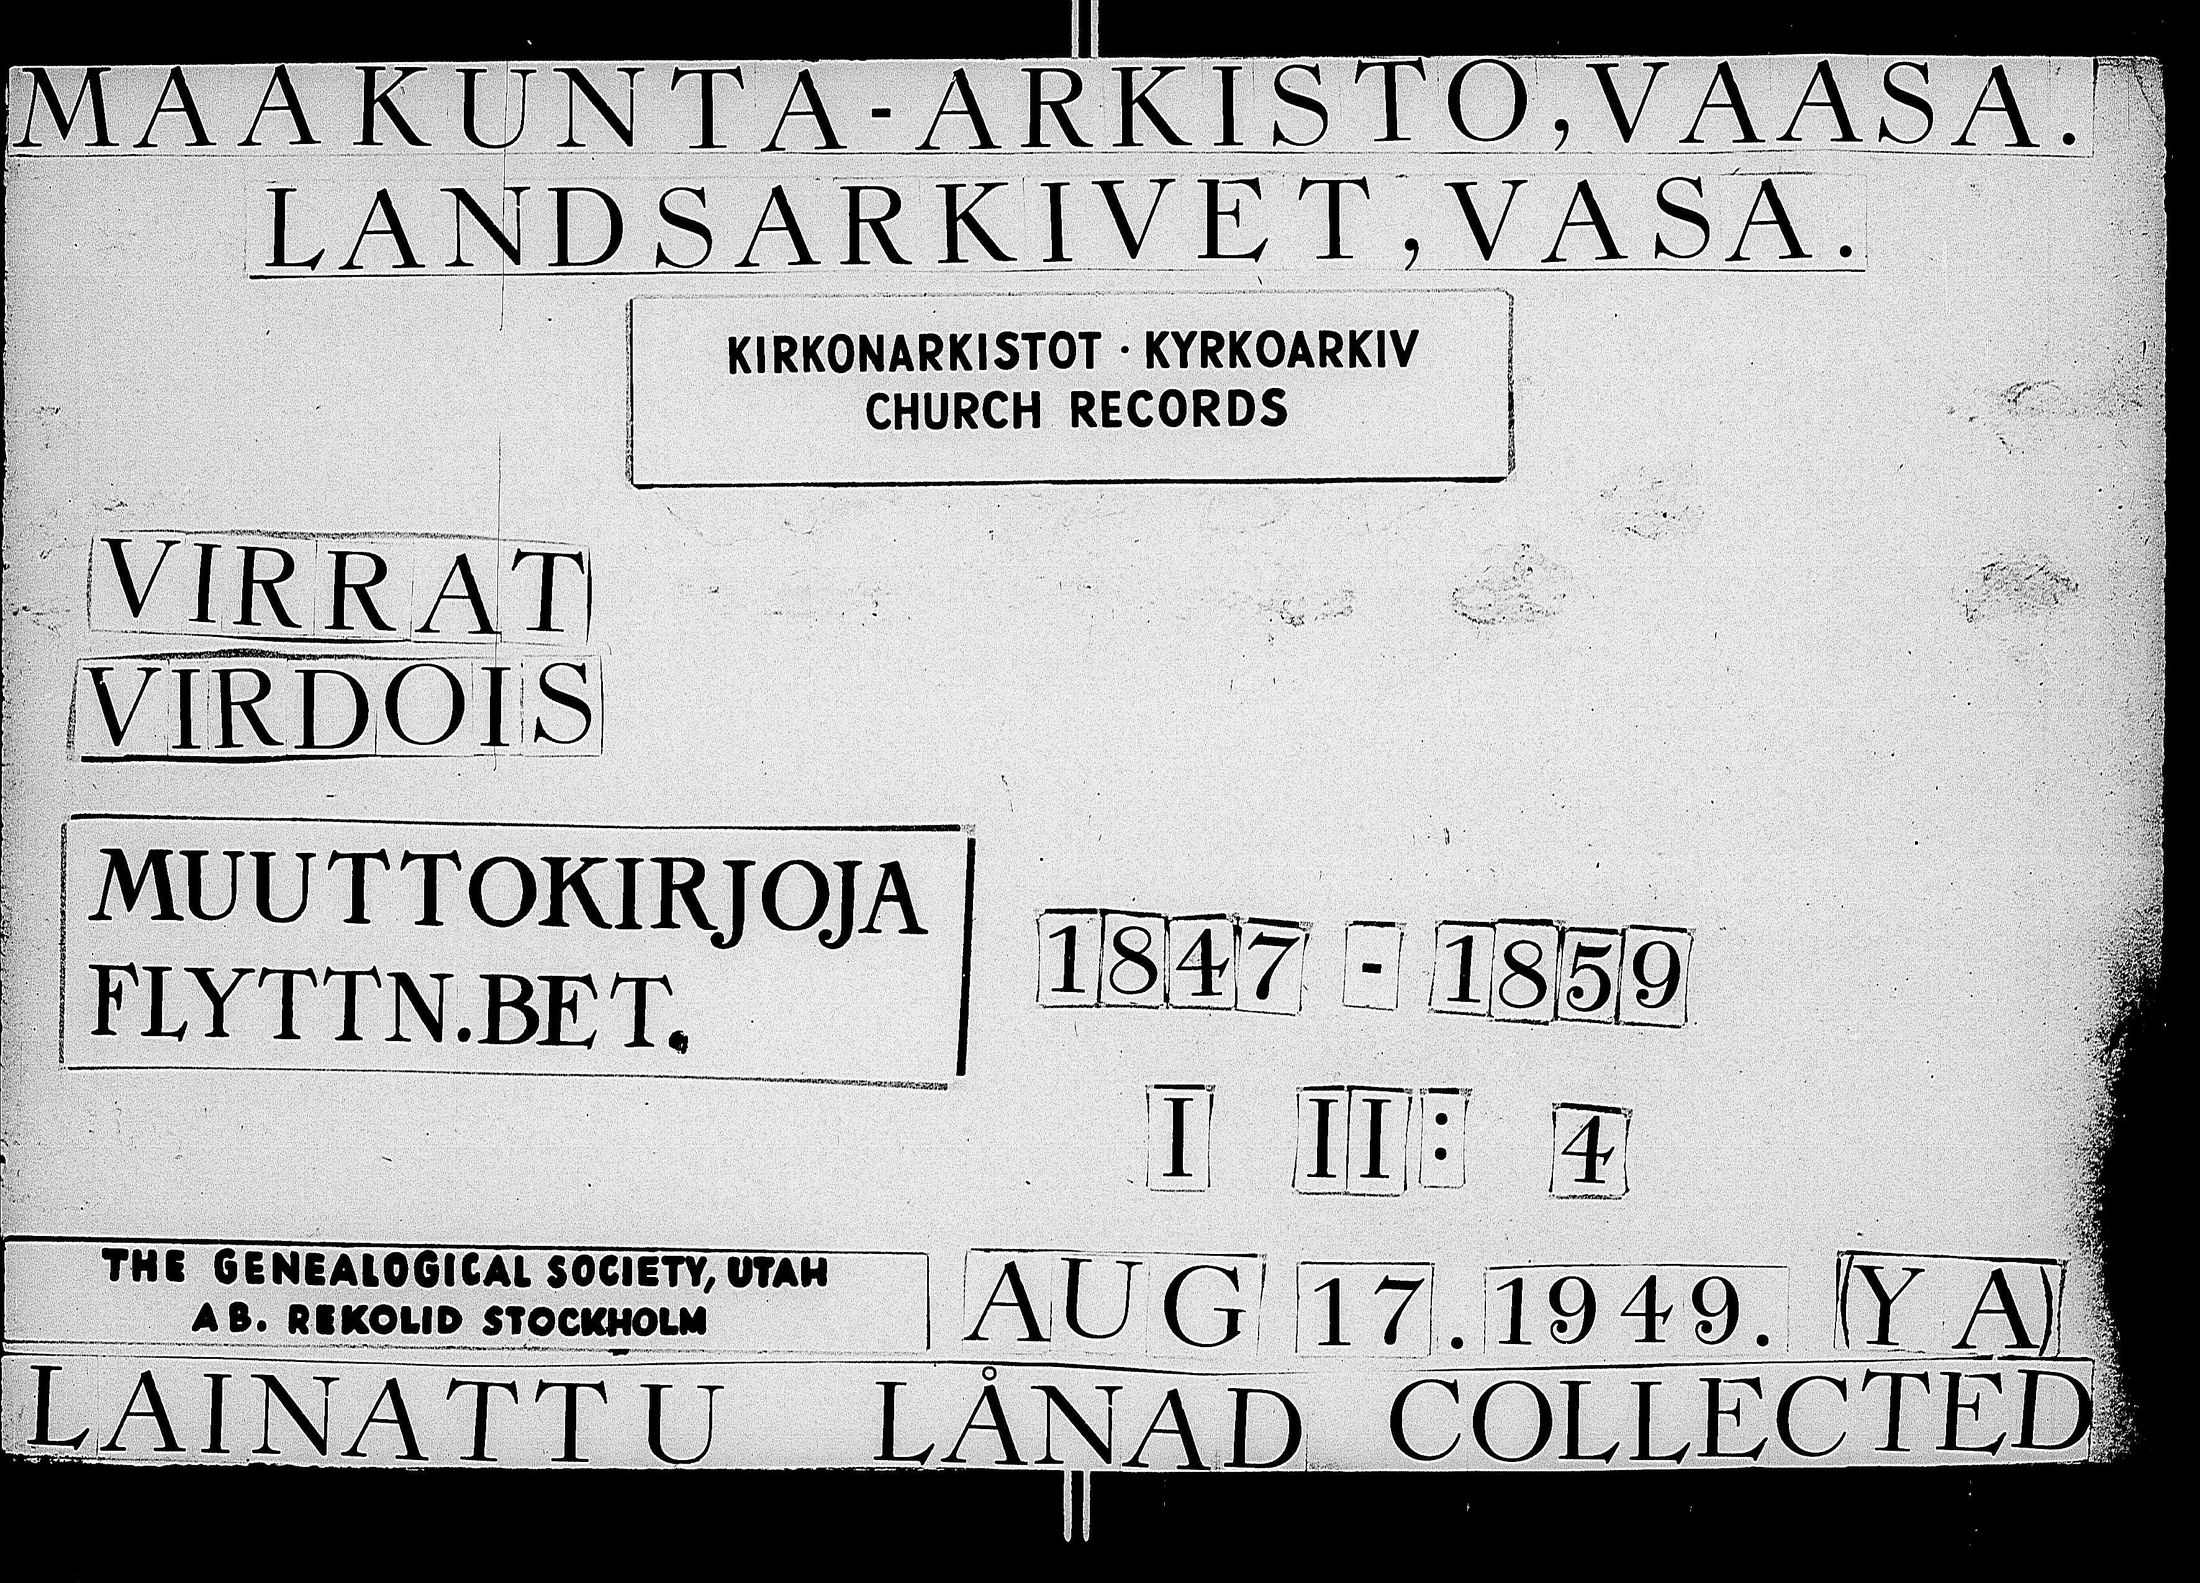 MAAKUNTA-ARKISTO, VAASA.
LANDSARKIVET, VASA.
KIRKONARKISTOT · KYRKOARKIV
CHURCH RECORDS
VIRRAT
VIRDOIS
MUUTTOKIRJOJA
FLYTTN.BET.
1847 - 1859
I II: 4
THE GENEALOGICAL SOCIETY, UTAH
AB. REKOLID STOCKHOLM
AUG 17. 1949. (YA)
LAINATTU LÅNAD COLLECTED